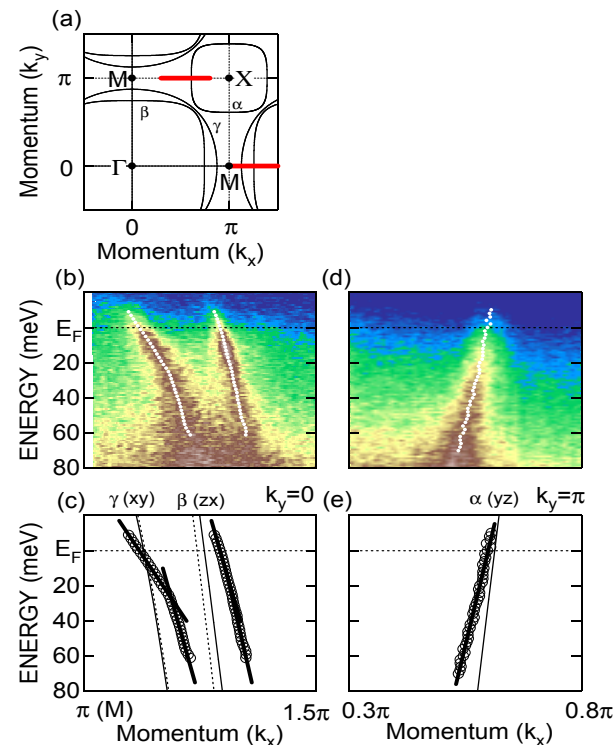 (a)
Momentum (k_y)
π
0
M
X
β
α
γ
Γ
M
0
π
Momentum (k_x)
(b)
(d)
ENERGY (meV)
E_F
20
40
60
80
γ (xy)
β (zx)
k_y=0
α (yz)
k_y=π
(c)
(e)
ENERGY (meV)
E_F
20
40
60
80
π (M)
1.5π
0.3π
0.8π
Momentum (k_x)
Momentum (k_x)